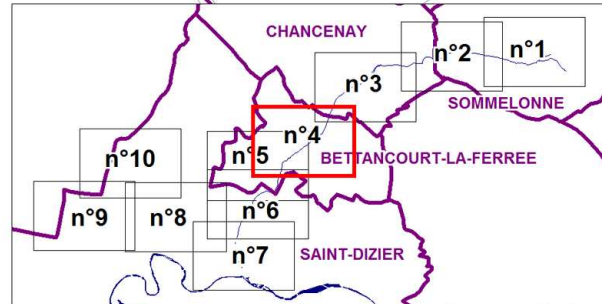 CHANCENAY
n°1
n°2
n°3
SOMMELONNE
n°4
n°5
BETTANCOURT-LA-FERREE
n°10
n°9
n°8
n°6
n°7
SAINT-DIZIER